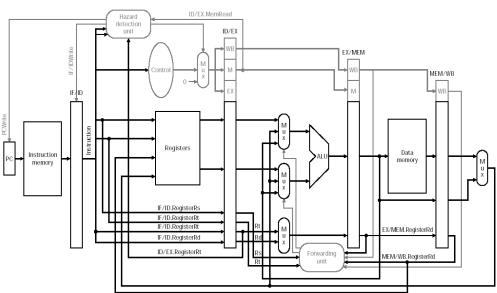 Hazard
detection
unit
ID/EX.MemRead
ID/EX
IF/IDWrite
PCWrite
Control
0
M
u
x
WB
M
EX
EX/MEM
WB
M
MEM/WB
WB
IF/ID
Instruction
PC
Instruction
memory
Registers
M
u
x
M
u
x
M
u
x
ALU
Data
memory
M
u
x
IF/ID.RegisterRs
IF/ID.RegisterRt
IF/ID.RegisterRt
IF/ID.RegisterRd
ID/EX.RegisterRt
Rt
Rd
Rs
Rt
Forwarding
unit
EX/MEM.RegisterRd
MEM/WB.RegisterRd